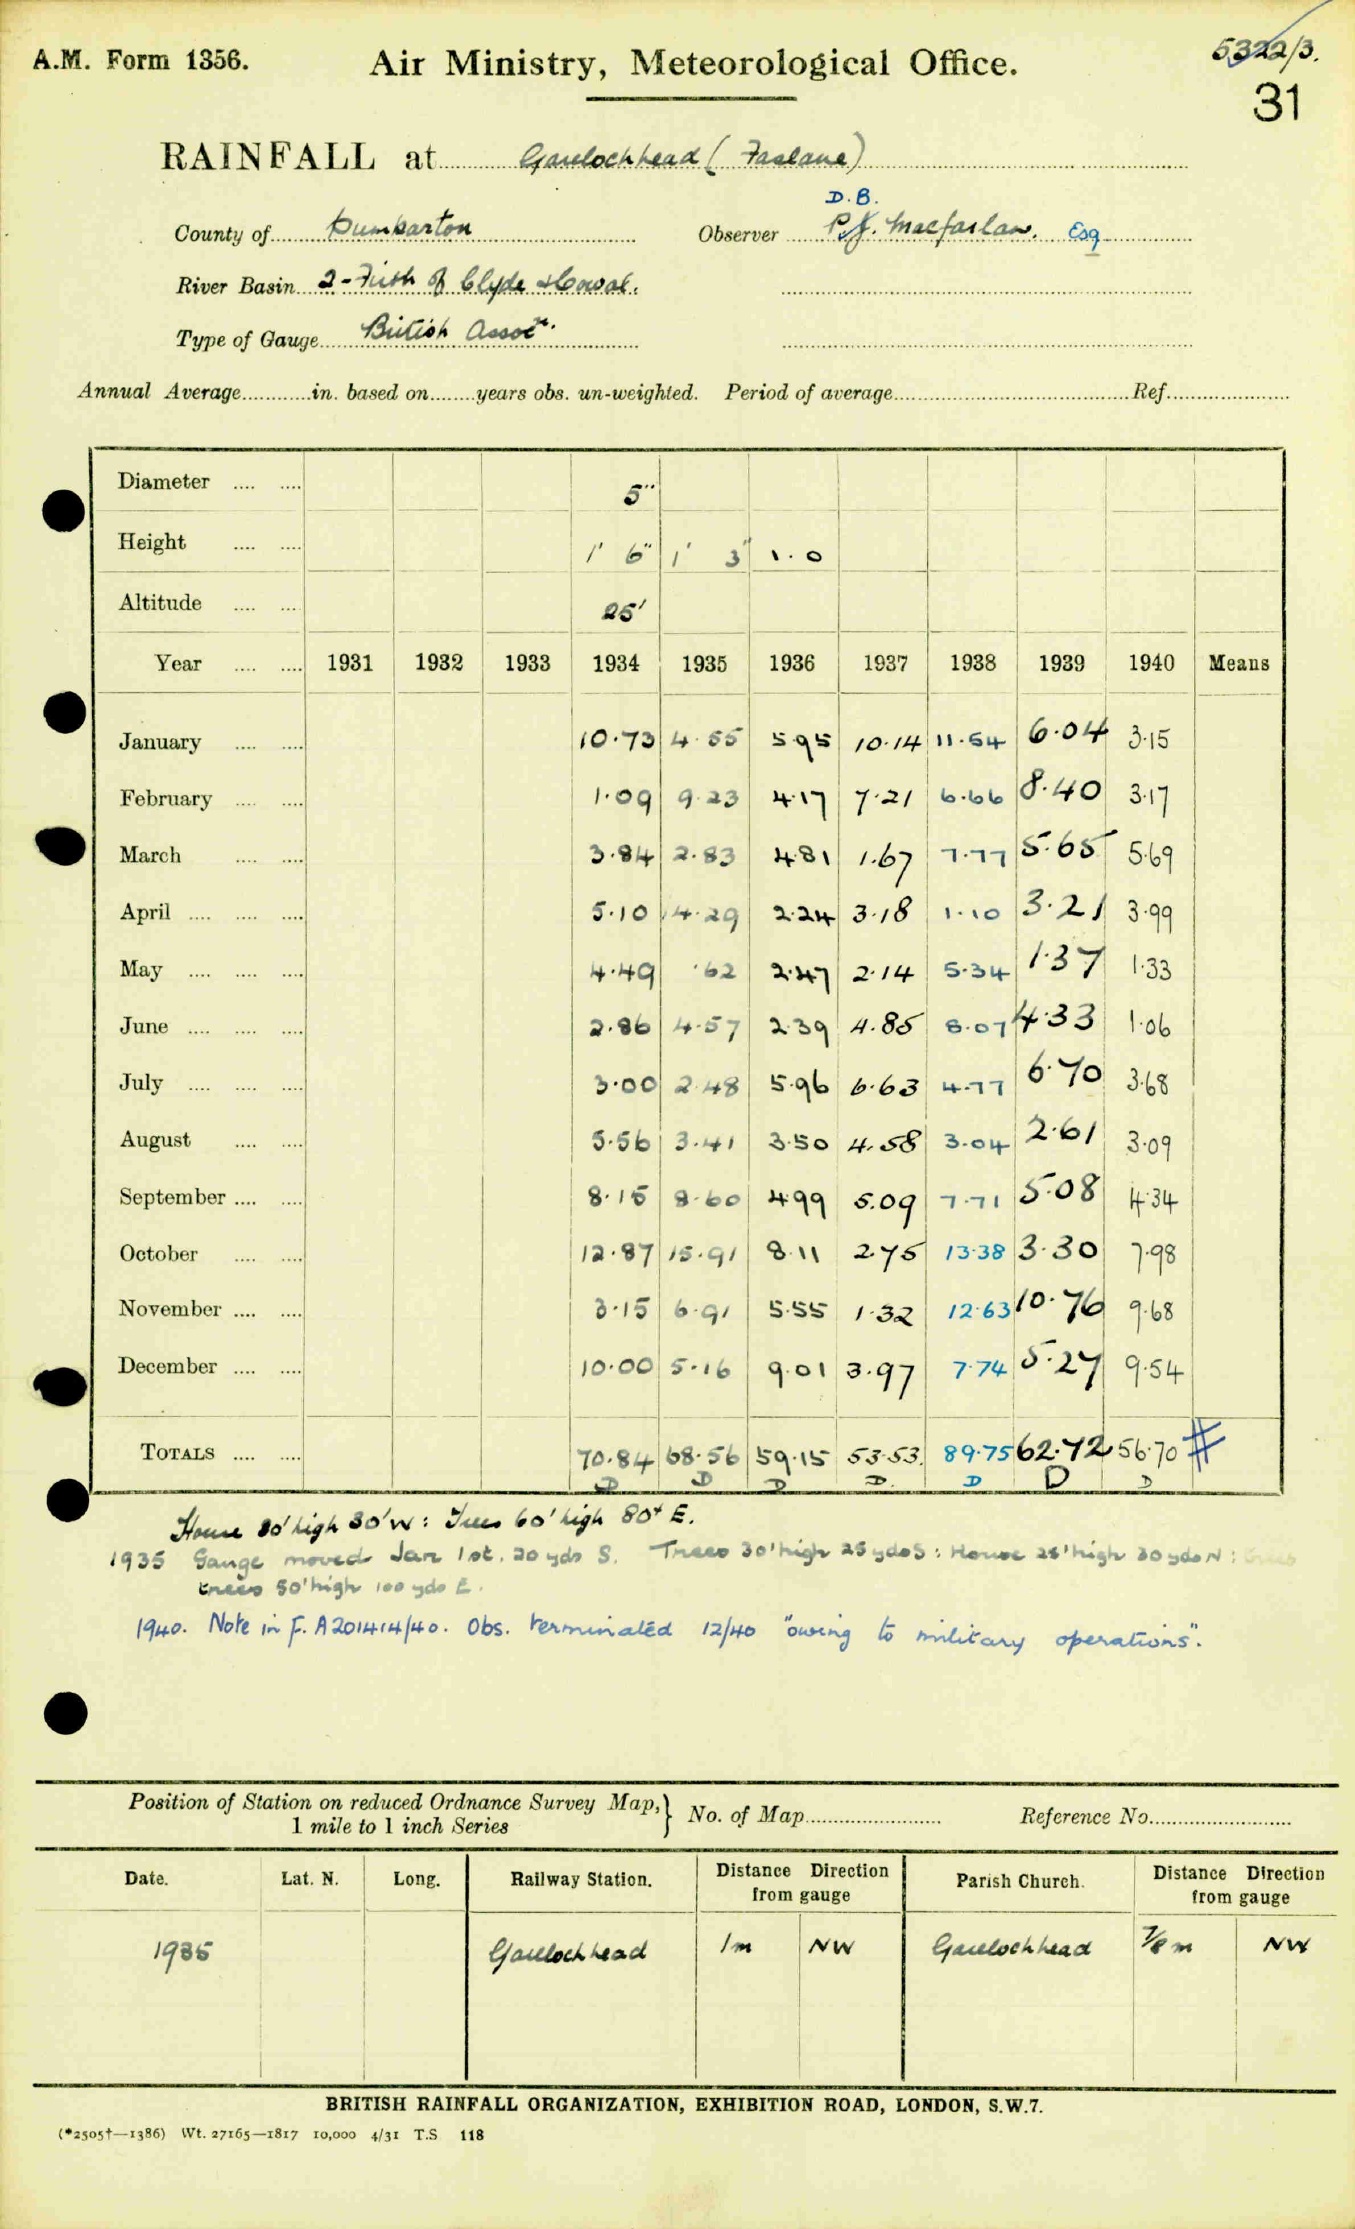 A.M. Form 1356. Air Ministry, Meteorological Office. 5322/3.
31
RAINFALL at Garelochhead (Faslane)
D.B.
County of Dumbarton Observer P.J. Macfarlan. Esq
River Basin 2-Firth of Clyde & Cowal.
Type of Gauge British Assocn.
Annual Average in. based on years obs. un-weighted. Period of average Ref.
Diameter 5"
Height 1' 6" 1' 3" 1.0
Altitude 25'
Year 1931 1932 1933 1934 1935 1936 1937 1938 1939 1940 Means
January 10.73 4.55 5.95 10.14 11.54 6.04 3.15
February 1.09 9.23 4.17 7.21 6.66 8.40 3.17
March 3.84 2.83 4.81 1.67 7.77 5.65 5.69
April 5.10 4.29 2.24 3.18 1.10 3.21 3.99
May 4.49 .62 2.47 2.14 5.34 1.37 1.33
June 2.86 4.57 2.39 4.85 8.07 4.33 1.06
July 3.00 2.48 5.96 6.63 4.77 6.70 3.68
August 5.56 3.41 3.50 4.58 3.04 2.61 3.09
September 8.15 8.60 4.99 5.09 7.71 5.08 4.34
October 12.87 15.91 8.11 2.75 13.38 3.30 7.98
November 3.15 6.91 5.55 1.32 12.63 10.76 9.68
December 10.00 5.16 9.01 3.97 7.74 5.27 9.54
TOTALS 70.84 68.56 59.15 53.53. 89.75 62.72 56.70 #
D D D D. D D D
House 30' high 30' W: Trees 60' high 80' E.
1935 Gauge moved Jan 1st. 20 yds S. Trees 30' high 25 yds S: House 25' high 30 yds N: trees
trees 50' high 100 yds E.
1940. Note in F. A201414/40. Obs. terminated 12/40 "owing to military operations".
Position of Station on reduced Ordnance Survey Map, } No. of Map Reference No.
1 mile to 1 inch Series
Date. Lat. N. Long. Railway Station. Distance Direction from gauge Parish Church. Distance Direction from gauge
1935 Garelochhead 1m NW Garelochhead 7/8 m NW
BRITISH RAINFALL ORGANIZATION, EXHIBITION ROAD, LONDON, S.W.7.
(*2505†—1386) Wt. 27165—1817 10,000 4/31 T.S 118